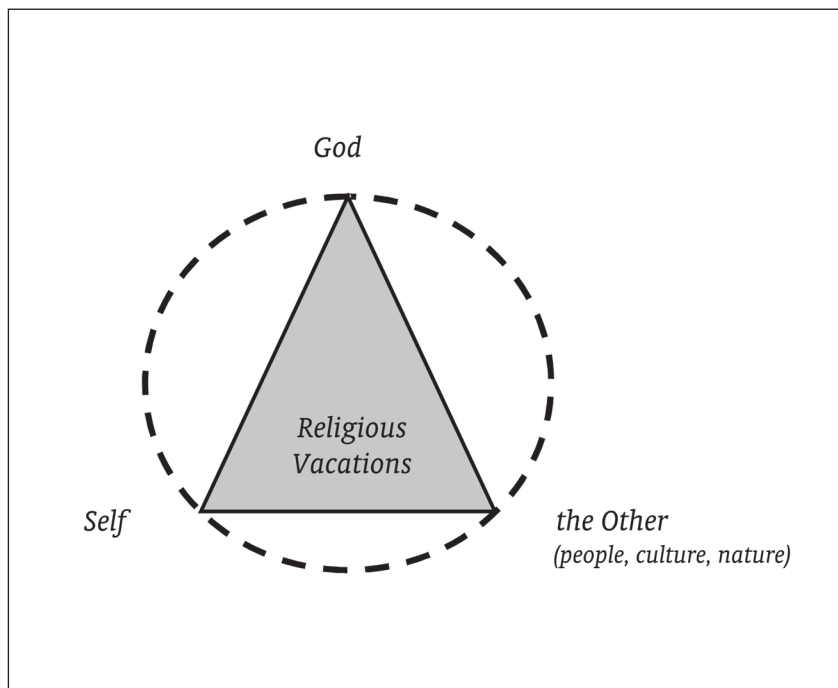 God
Religious
Vacations
Self
the Other
(people, culture, nature)